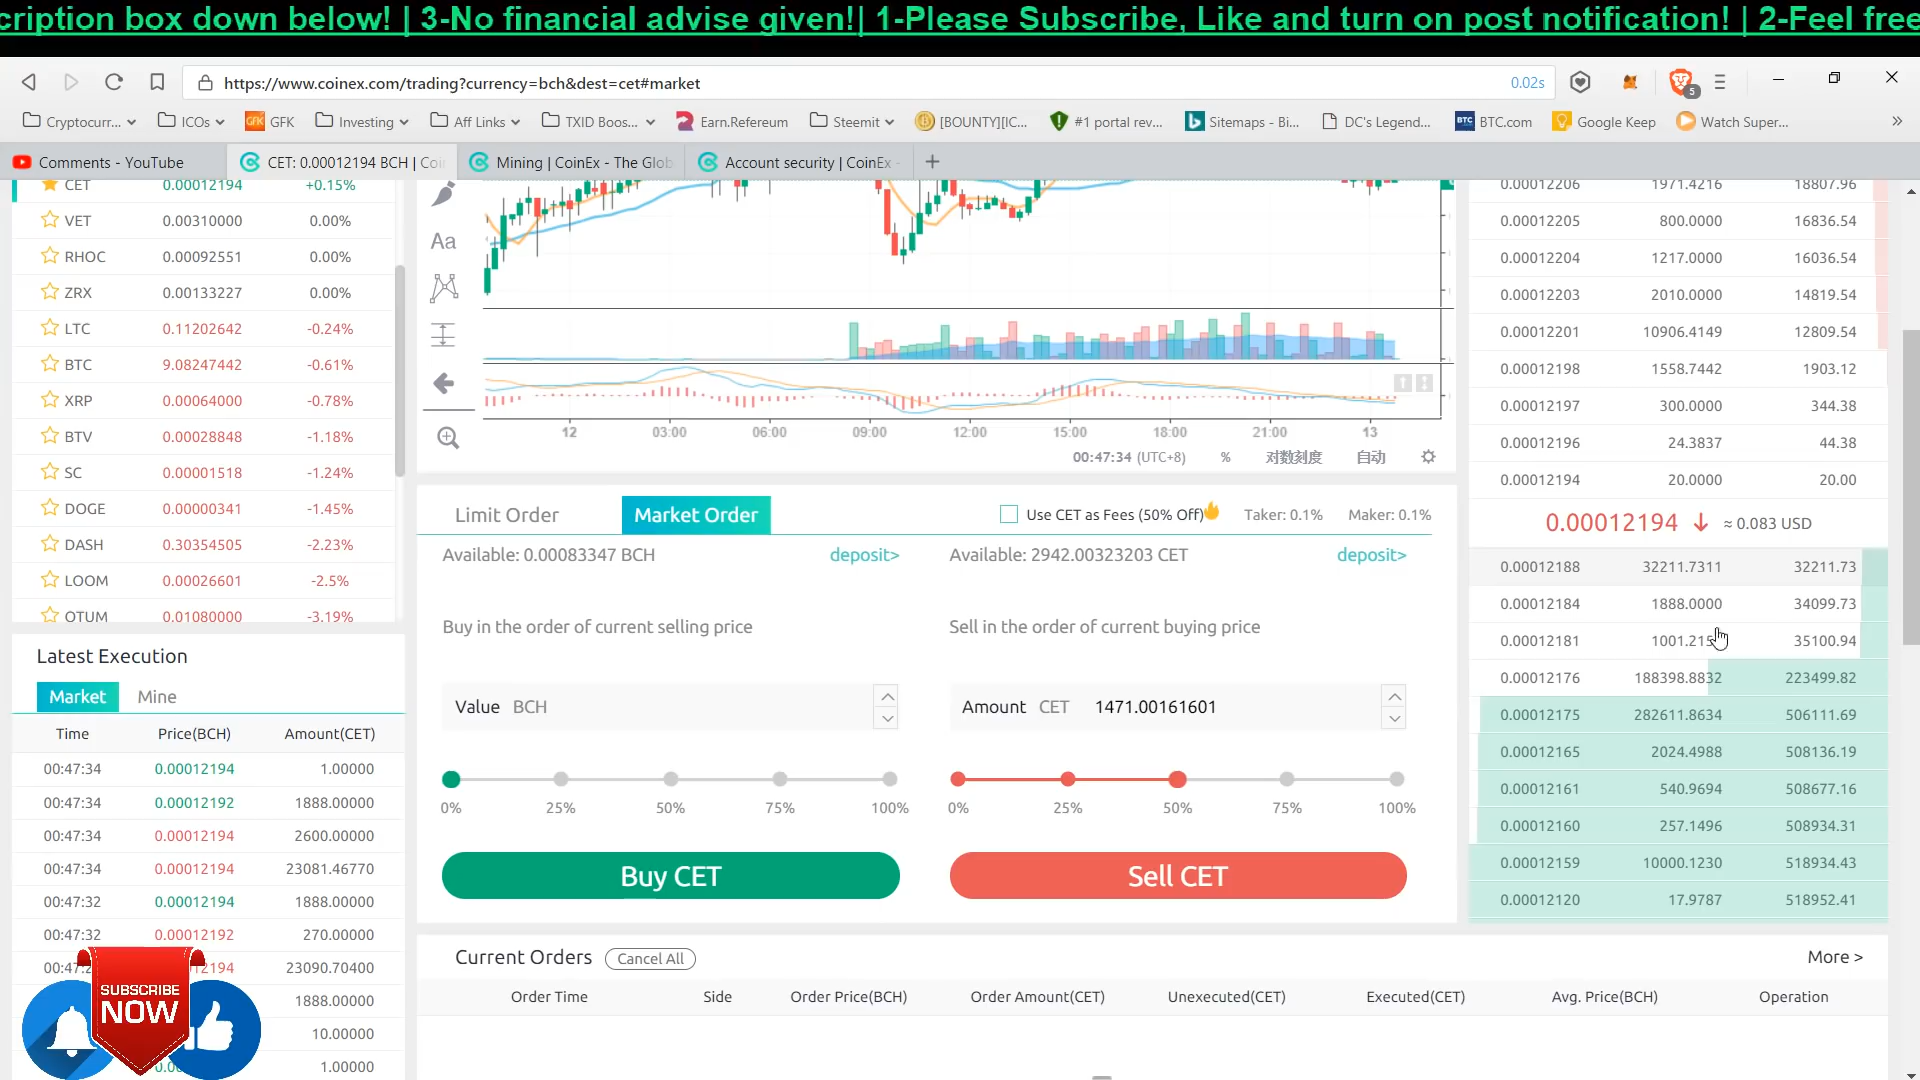 cription box down below! | 3-No financial advise given!| 1-Please Subscribe, Like and turn on post notification! | 2-Feel free
https://www.coinex.com/trading?currency=bch&dest=cet#market
0.02s
5
Cryptocurr...
ICOs
GFK GFK
Investing
Aff Links
TXID Boos...
Earn.Refereum
Steemit
[BOUNTY][IC...
#1 portal rev...
Sitemaps - Bi...
DC's Legend...
BTC BTC.com
Google Keep
Watch Super...
»
Comments - YouTube
CET: 0.00012194 BCH | Coi
Mining | CoinEx - The Glob
Account security | CoinEx -
CET 0.00012194 +0.15%
VET 0.00310000 0.00%
RHOC 0.00092551 0.00%
ZRX 0.00133227 0.00%
LTC 0.11202642 -0.24%
BTC 9.08247442 -0.61%
XRP 0.00064000 -0.78%
BTV 0.00028848 -1.18%
SC 0.00001518 -1.24%
DOGE 0.00000341 -1.45%
DASH 0.30354505 -2.23%
LOOM 0.00026601 -2.5%
OTUM 0.01080000 -3.19%
Latest Execution
Market Mine
Time Price(BCH) Amount(CET)
00:47:34 0.00012194 1.00000
00:47:34 0.00012192 1888.00000
00:47:34 0.00012194 2600.00000
00:47:34 0.00012194 23081.46770
00:47:32 0.00012194 1888.00000
00:47:32 0.00012192 270.00000
00:47: 12194 23090.70400
1888.00000
10.00000
0.0 1.00000
SUBSCRIBE
NOW
Aa
12 03:00 06:00 09:00 12:00 15:00 18:00 21:00 13
00:47:34 (UTC+8) % 对数刻度 自动
Limit Order Market Order
Use CET as Fees (50% Off) Taker: 0.1% Maker: 0.1%
Available: 0.00083347 BCH deposit>
Available: 2942.00323203 CET deposit>
Buy in the order of current selling price
Sell in the order of current buying price
Value BCH
Amount CET 1471.00161601
0% 25% 50% 75% 100%
0% 25% 50% 75% 100%
Buy CET
Sell CET
Current Orders Cancel All More >
Order Time Side Order Price(BCH) Order Amount(CET) Unexecuted(CET) Executed(CET) Avg. Price(BCH) Operation
0.00012206 1971.4216 18807.96
0.00012205 800.0000 16836.54
0.00012204 1217.0000 16036.54
0.00012203 2010.0000 14819.54
0.00012201 10906.4149 12809.54
0.00012198 1558.7442 1903.12
0.00012197 300.0000 344.38
0.00012196 24.3837 44.38
0.00012194 20.0000 20.00
0.00012194 ↓ ≈ 0.083 USD
0.00012188 32211.7311 32211.73
0.00012184 1888.0000 34099.73
0.00012181 1001.21 35100.94
0.00012176 188398.8832 223499.82
0.00012175 282611.8634 506111.69
0.00012165 2024.4988 508136.19
0.00012161 540.9694 508677.16
0.00012160 257.1496 508934.31
0.00012159 10000.1230 518934.43
0.00012120 17.9787 518952.41